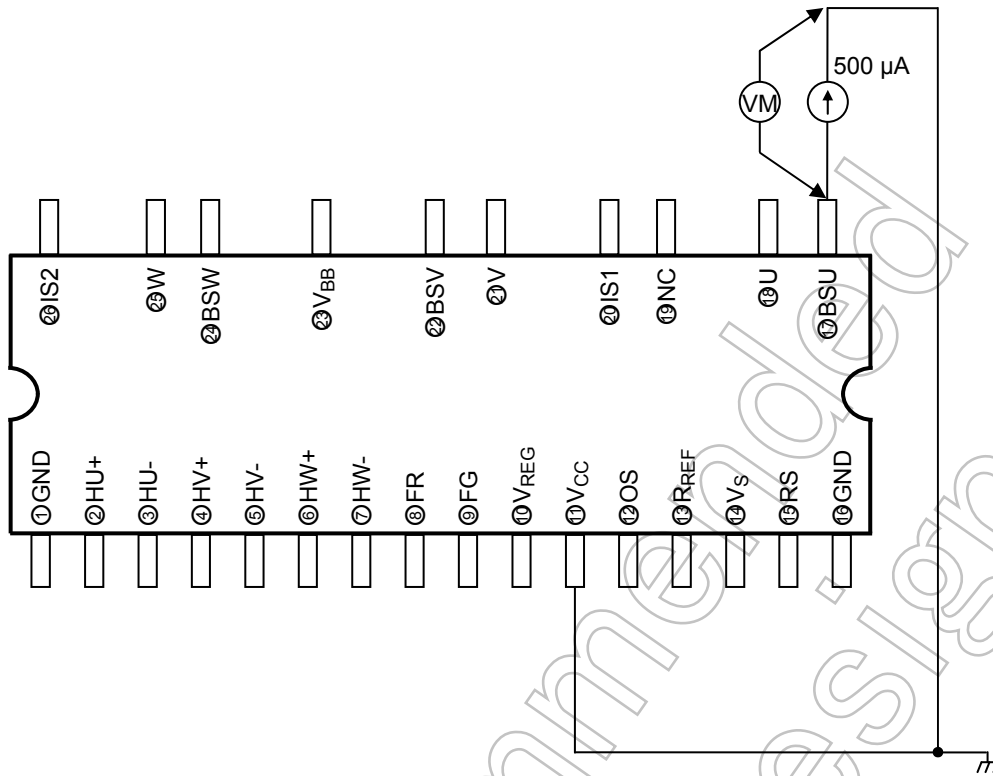 500 µA
VM
㉖IS2
㉕W
㉔BSW
㉓VBB
㉒BSV
㉑V
⑳IS1
⑲NC
⑱U
⑰BSU
①GND
②HU+
③HU-
④HV+
⑤HV-
⑥HW+
⑦HW-
⑧FR
⑨FG
⑩VREG
⑪VCC
⑫OS
⑬RREF
⑭VS
⑮RS
⑯GND